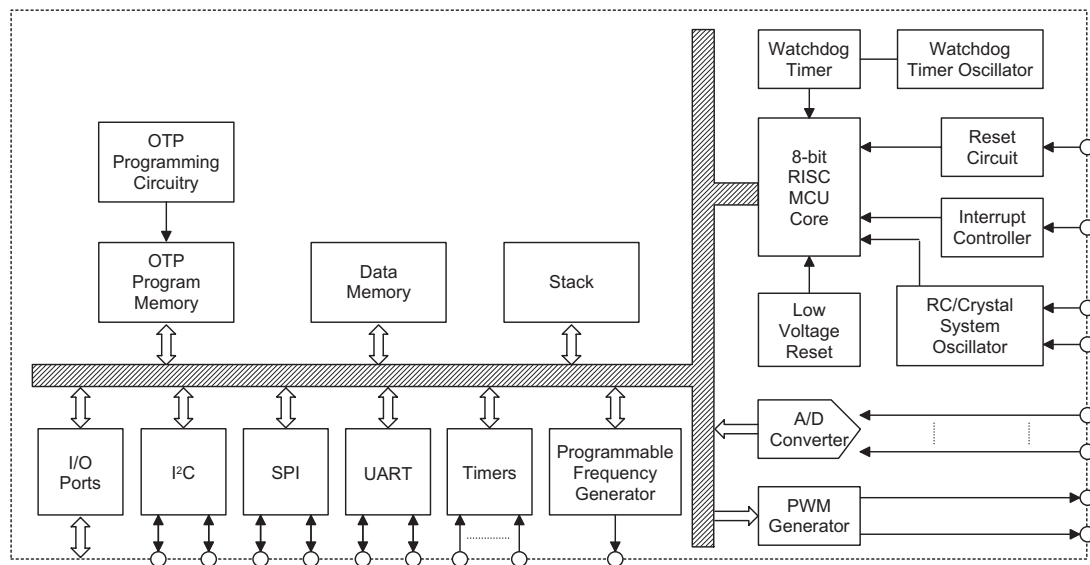 Watchdog
Timer
Watchdog
Timer Oscillator
OTP
Programming
Circuitry
8-bit
RISC
MCU
Core
Reset
Circuit
Interrupt
Controller
OTP
Program
Memory
Data
Memory
Stack
Low
Voltage
Reset
RC/Crystal
System
Oscillator
A/D
Converter
I/O
Ports
I²C
SPI
UART
Timers
Programmable
Frequency
Generator
PWM
Generator